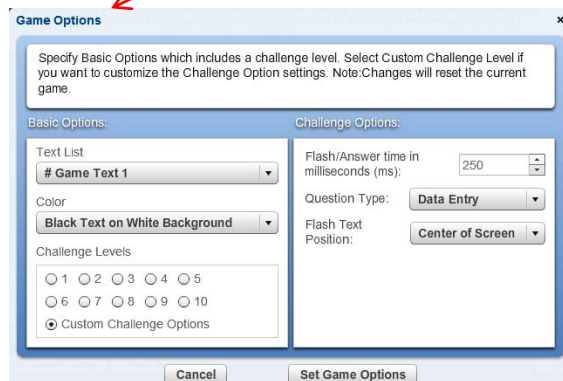 Game Options
×
Specify Basic Options which includes a challenge level. Select Custom Challenge Level if
you want to customize the Challenge Option settings. Note:Changes will reset the current
game.
Basic Options:
Text List
# Game Text 1
Color
Black Text on White Background
Challenge Levels
1 2 3 4 5
6 7 8 9 10
Custom Challenge Options
Challenge Options:
Flash/Answer time in
milliseconds (ms):
250
Question Type:
Data Entry
Flash Text
Position:
Center of Screen
Cancel
Set Game Options